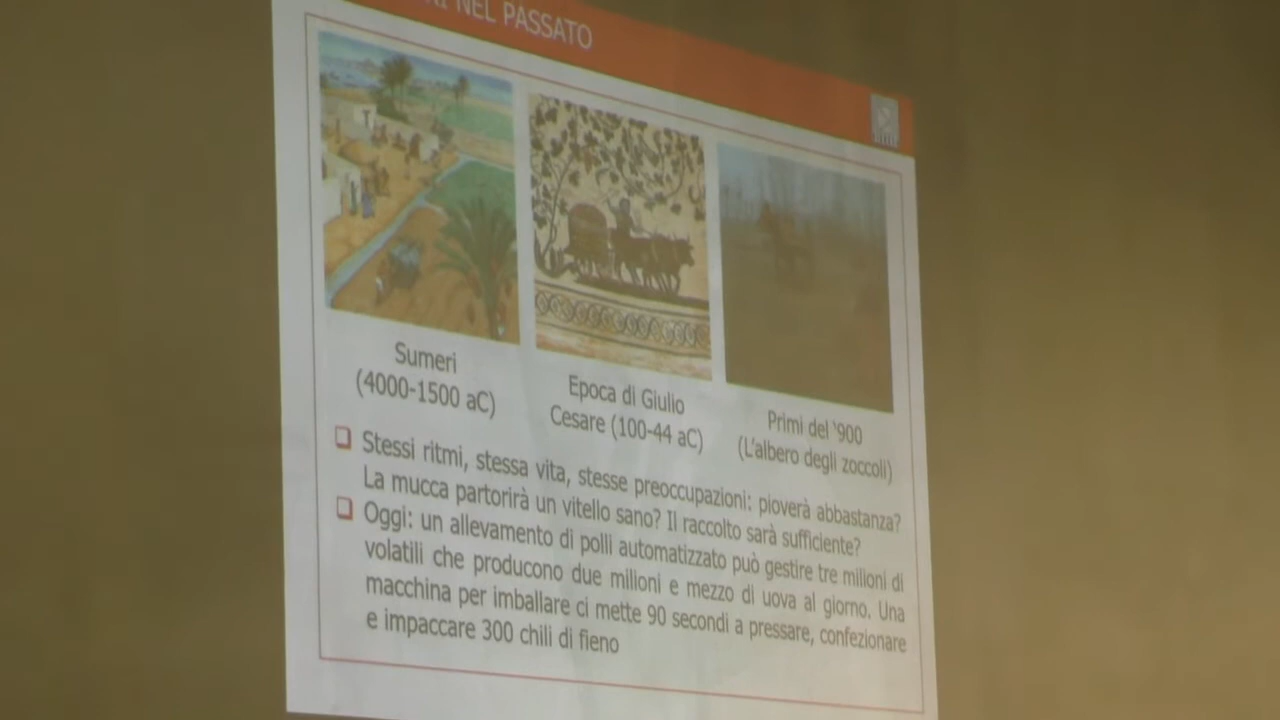 NEL PASSATO
Sumeri
(4000-1500 aC)
Epoca di Giulio
Cesare (100-44 aC)
Primi del '900
(L'albero degli zoccoli)
Stessi ritmi, stessa vita, stesse preoccupazioni: pioverà abbastanza?
La mucca partorirà un vitello sano? Il raccolto sarà sufficiente?
Oggi: un allevamento di polli automatizzato può gestire tre milioni di
volatili che producono due milioni e mezzo di uova al giorno. Una
macchina per imballare ci mette 90 secondi a pressare, confezionare
e impaccare 300 chili di fieno